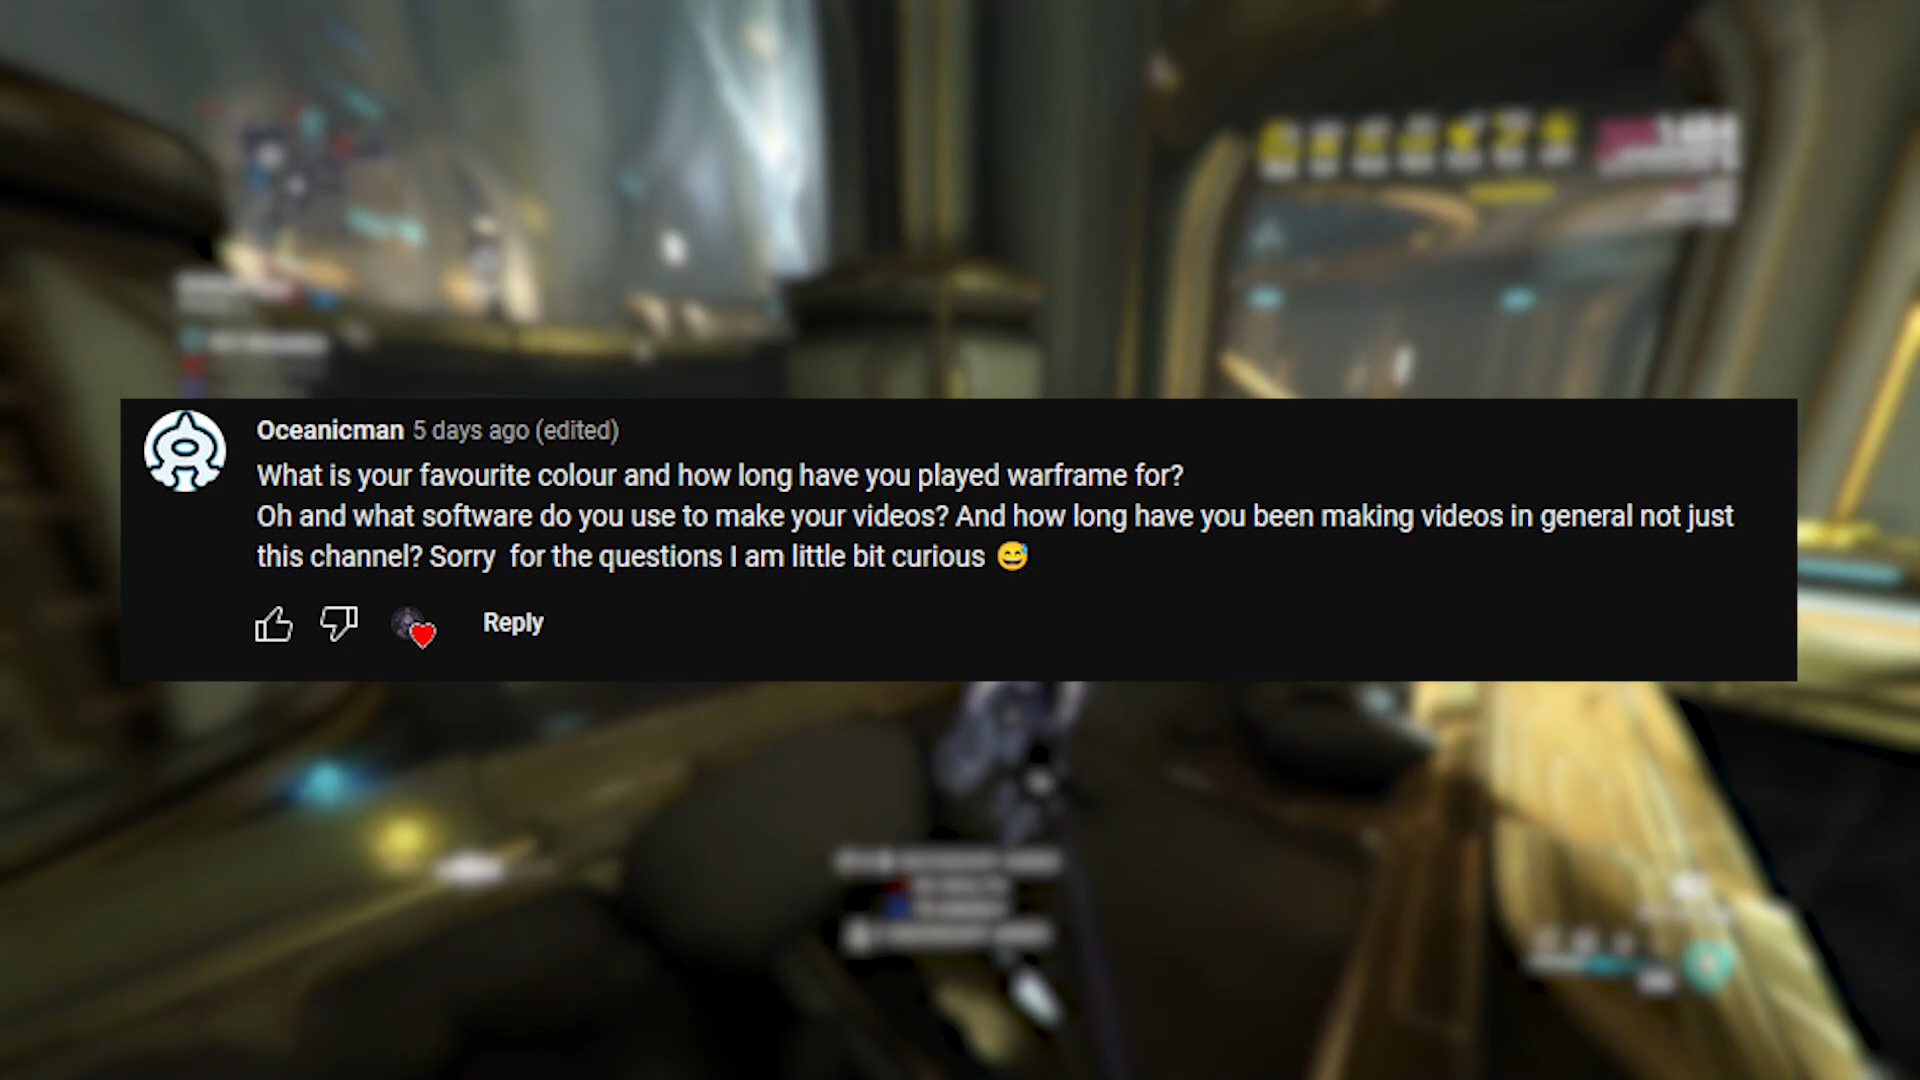 Oceanicman 5 days ago (edited)
What is your favourite colour and how long have you played warframe for?
Oh and what software do you use to make your videos? And how long have you been making videos in general not just
this channel? Sorry  for the questions I am little bit curious 😅
Reply